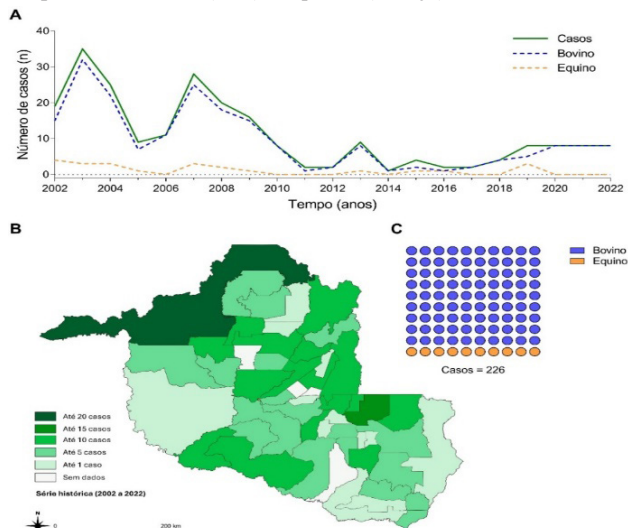 A
Número de casos (n)
40
30
20
10
0
2002 2004 2006 2008 2010 2012 2014 2016 2018 2020 2022
Tempo (anos)
Casos
Bovino
Equino
B
C
Bovino
Equino
Casos = 226
Até 20 casos
Até 15 casos
Até 10 casos
Até 5 casos
Até 1 caso
Sem dados
Série histórica (2002 a 2022)
N
0 200 km